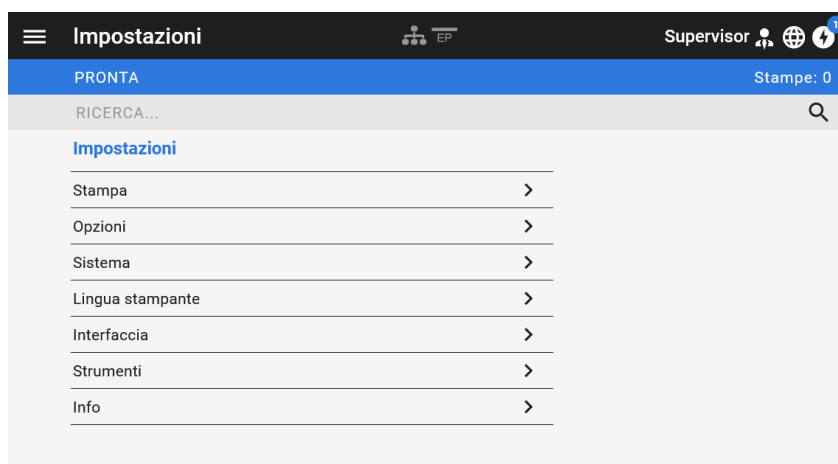 Impostazioni EP Supervisor 1
PRONTA Stampe: 0
RICERCA...
Impostazioni
Stampa
Opzioni
Sistema
Lingua stampante
Interfaccia
Strumenti
Info